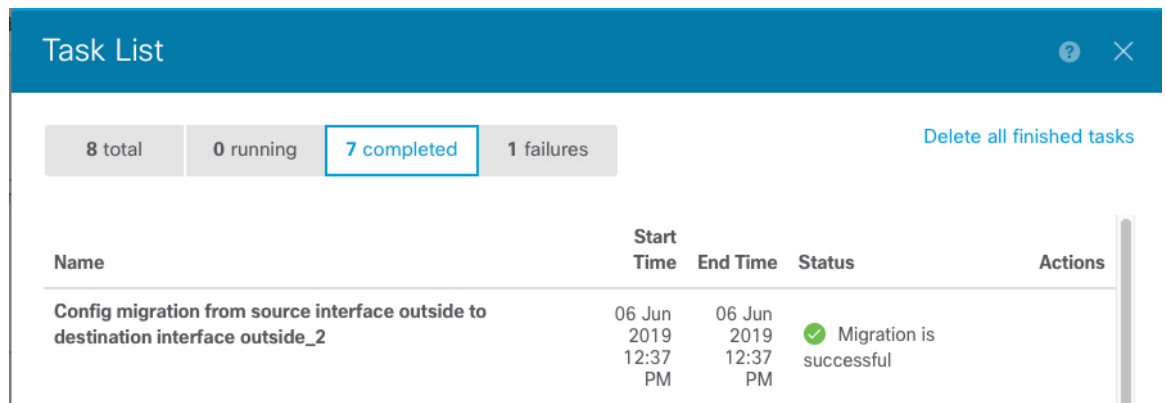 Task List
8 total 0 running 7 completed 1 failures
Delete all finished tasks
Name Start Time End Time Status Actions
Config migration from source interface outside to
destination interface outside_2
06 Jun
2019
12:37
PM
06 Jun
2019
12:37
PM
Migration is
successful